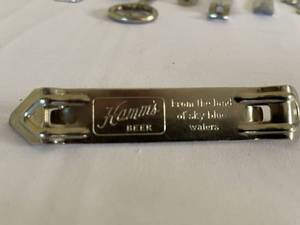 Hamm's
BEER
From the land
of sky blue
waters